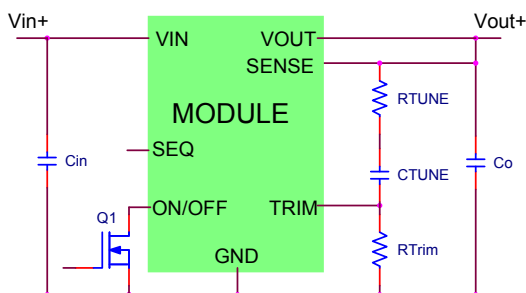 Vin+
Vout+
VIN
VOUT
SENSE
RTUNE
MODULE
Cin
SEQ
CTUNE
Co
Q1
ON/OFF
TRIM
GND
RTrim